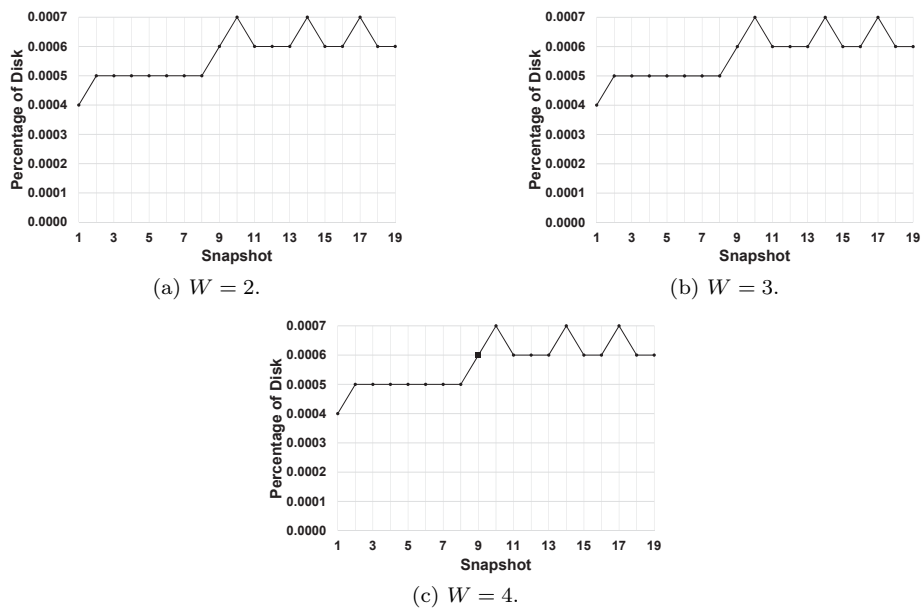 Percentage of Disk
0.0007
0.0006
0.0005
0.0004
0.0003
0.0002
0.0001
0.0000
1 3 5 7 9 11 13 15 17 19
Snapshot
(a) W = 2.
Percentage of Disk
0.0007
0.0006
0.0005
0.0004
0.0003
0.0002
0.0001
0.0000
1 3 5 7 9 11 13 15 17 19
Snapshot
(b) W = 3.
Percentage of Disk
0.0007
0.0006
0.0005
0.0004
0.0003
0.0002
0.0001
0.0000
1 3 5 7 9 11 13 15 17 19
Snapshot
(c) W = 4.